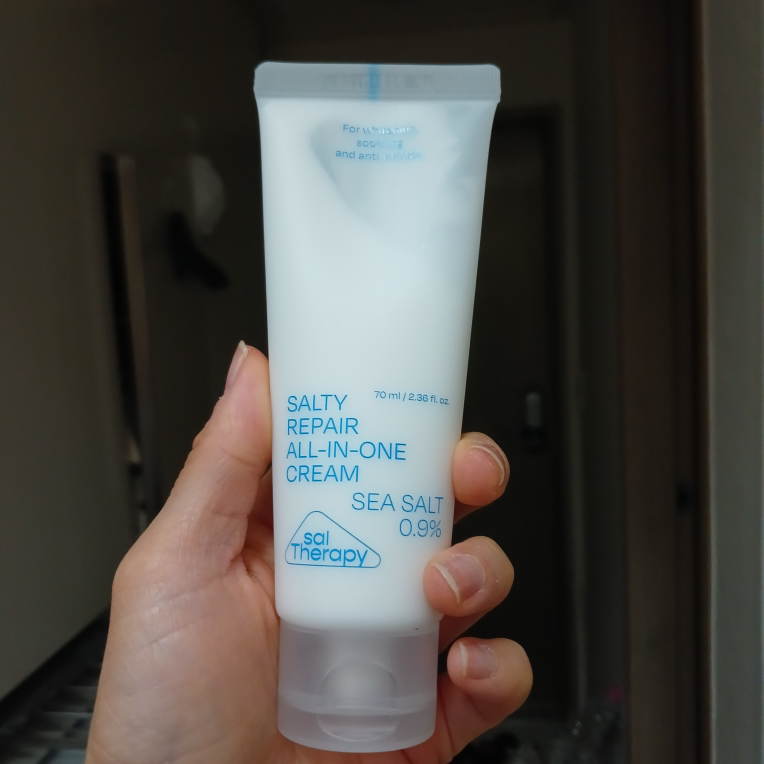 For
and anti
70 ml / 2.36 fl. oz.
SALTY
REPAIR
ALL-IN-ONE
CREAM
SEA SALT
0.9%
sal
Therapy